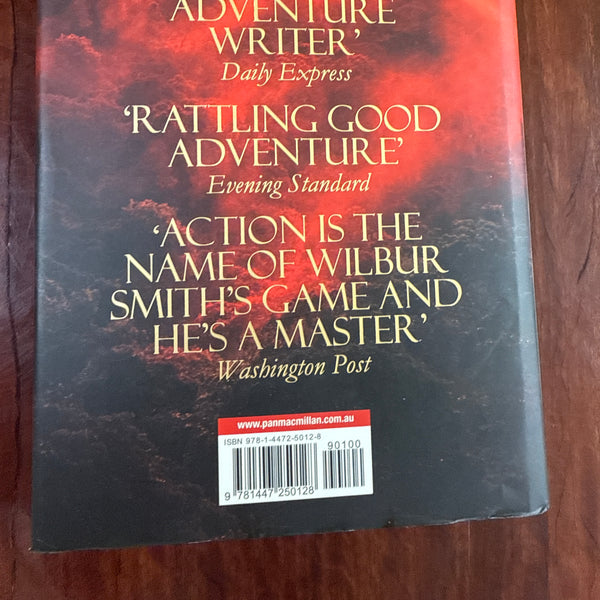 ADVENTURE
WRITER’
Daily Express
‘RATTLING GOOD
ADVENTURE’
Evening Standard
‘ACTION IS THE
NAME OF WILBUR
SMITH’S GAME AND
HE’S A MASTER’
Washington Post
www.panmacmillan.com.au
ISBN 978-1-4472-5012-8
90100
9 781447 250128